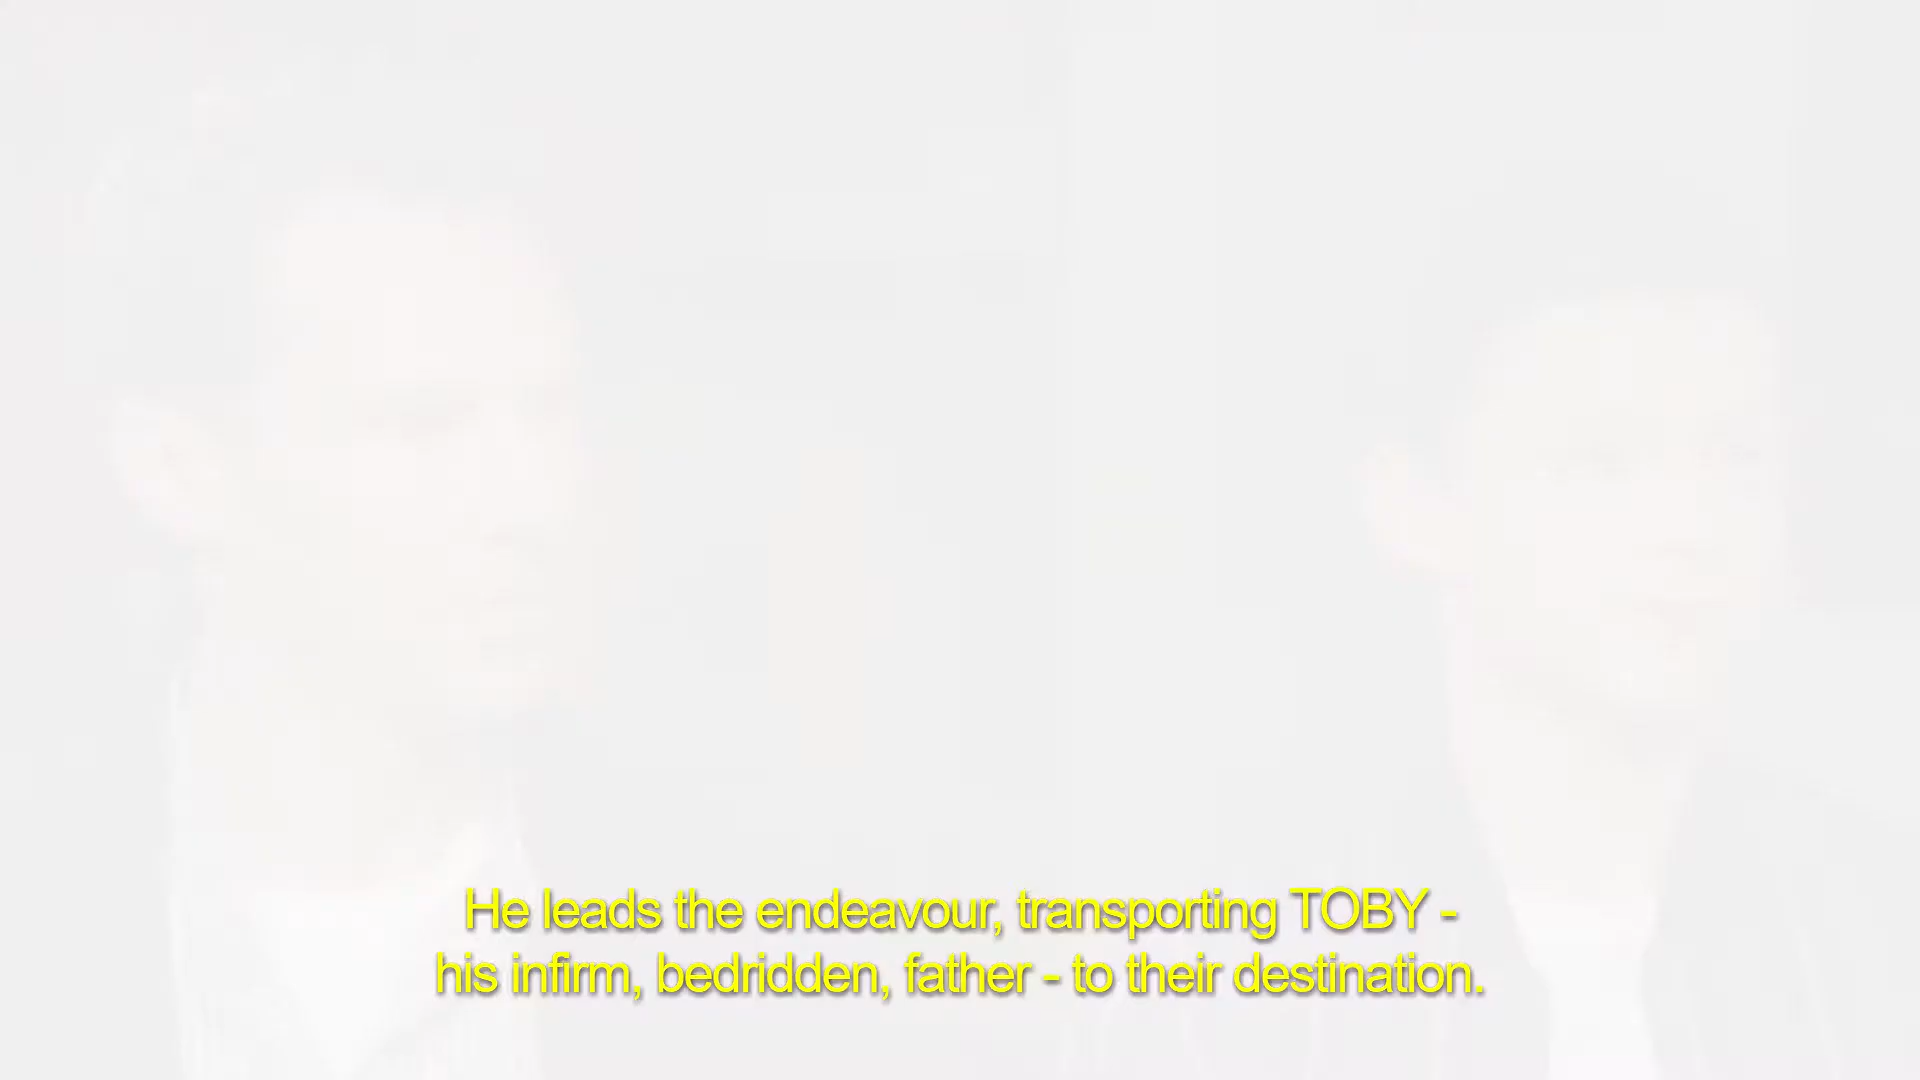 He leads the endeavour, transporting TOBY -
his infirm, bedridden, father - to their destination.